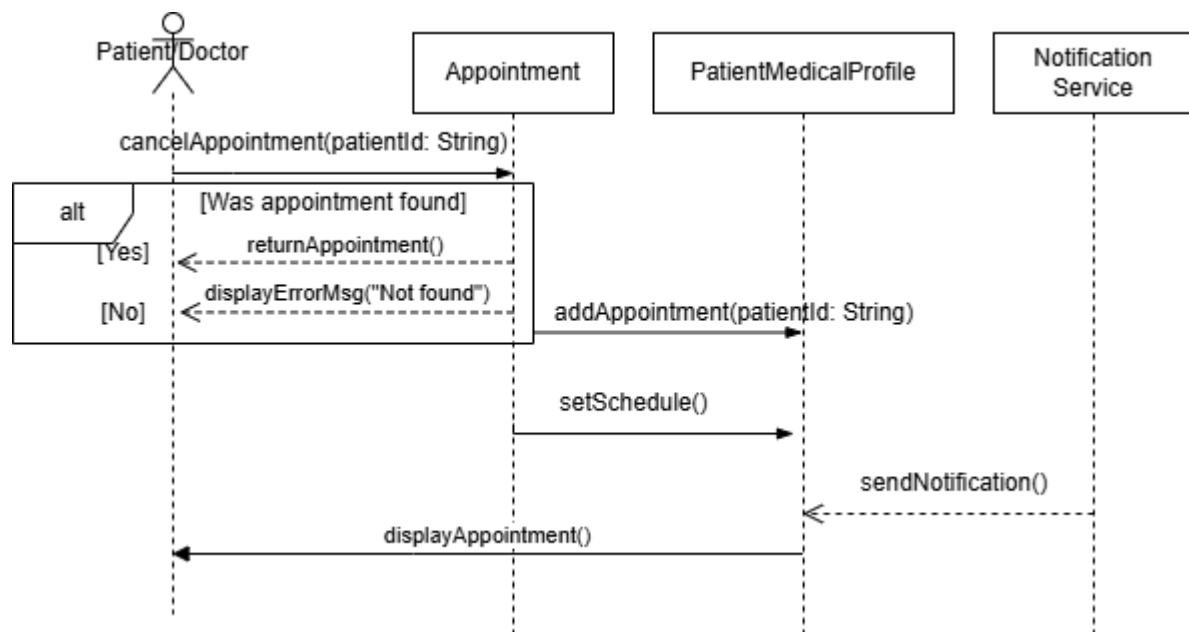 Patient/Doctor
Appointment
PatientMedicalProfile
Notification
Service
cancelAppointment(patientId: String)
alt
[Was appointment found]
[Yes]
returnAppointment()
[No]
displayErrorMsg("Not found")
addAppointment(patientId: String)
setSchedule()
sendNotification()
displayAppointment()